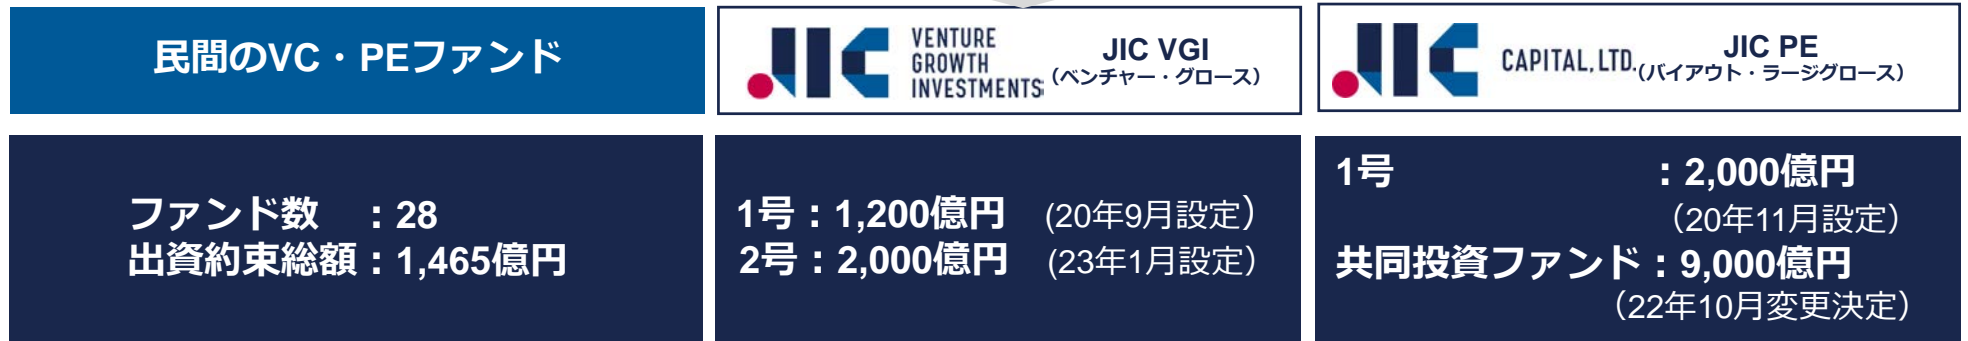 民間のVC・PEファンド
ファンド数　：28
出資約束総額：1,465億円
JIC
VENTURE
GROWTH
INVESTMENTS
JIC VGI
（ベンチャー・グロース）
1号：1,200億円　(20年9月設定）
2号：2,000億円　(23年1月設定）
JIC
CAPITAL, LTD.
JIC PE
（バイアウト・ラージグロース）
1号　：2,000億円
（20年11月設定）
共同投資ファンド：9,000億円
（22年10月変更決定）